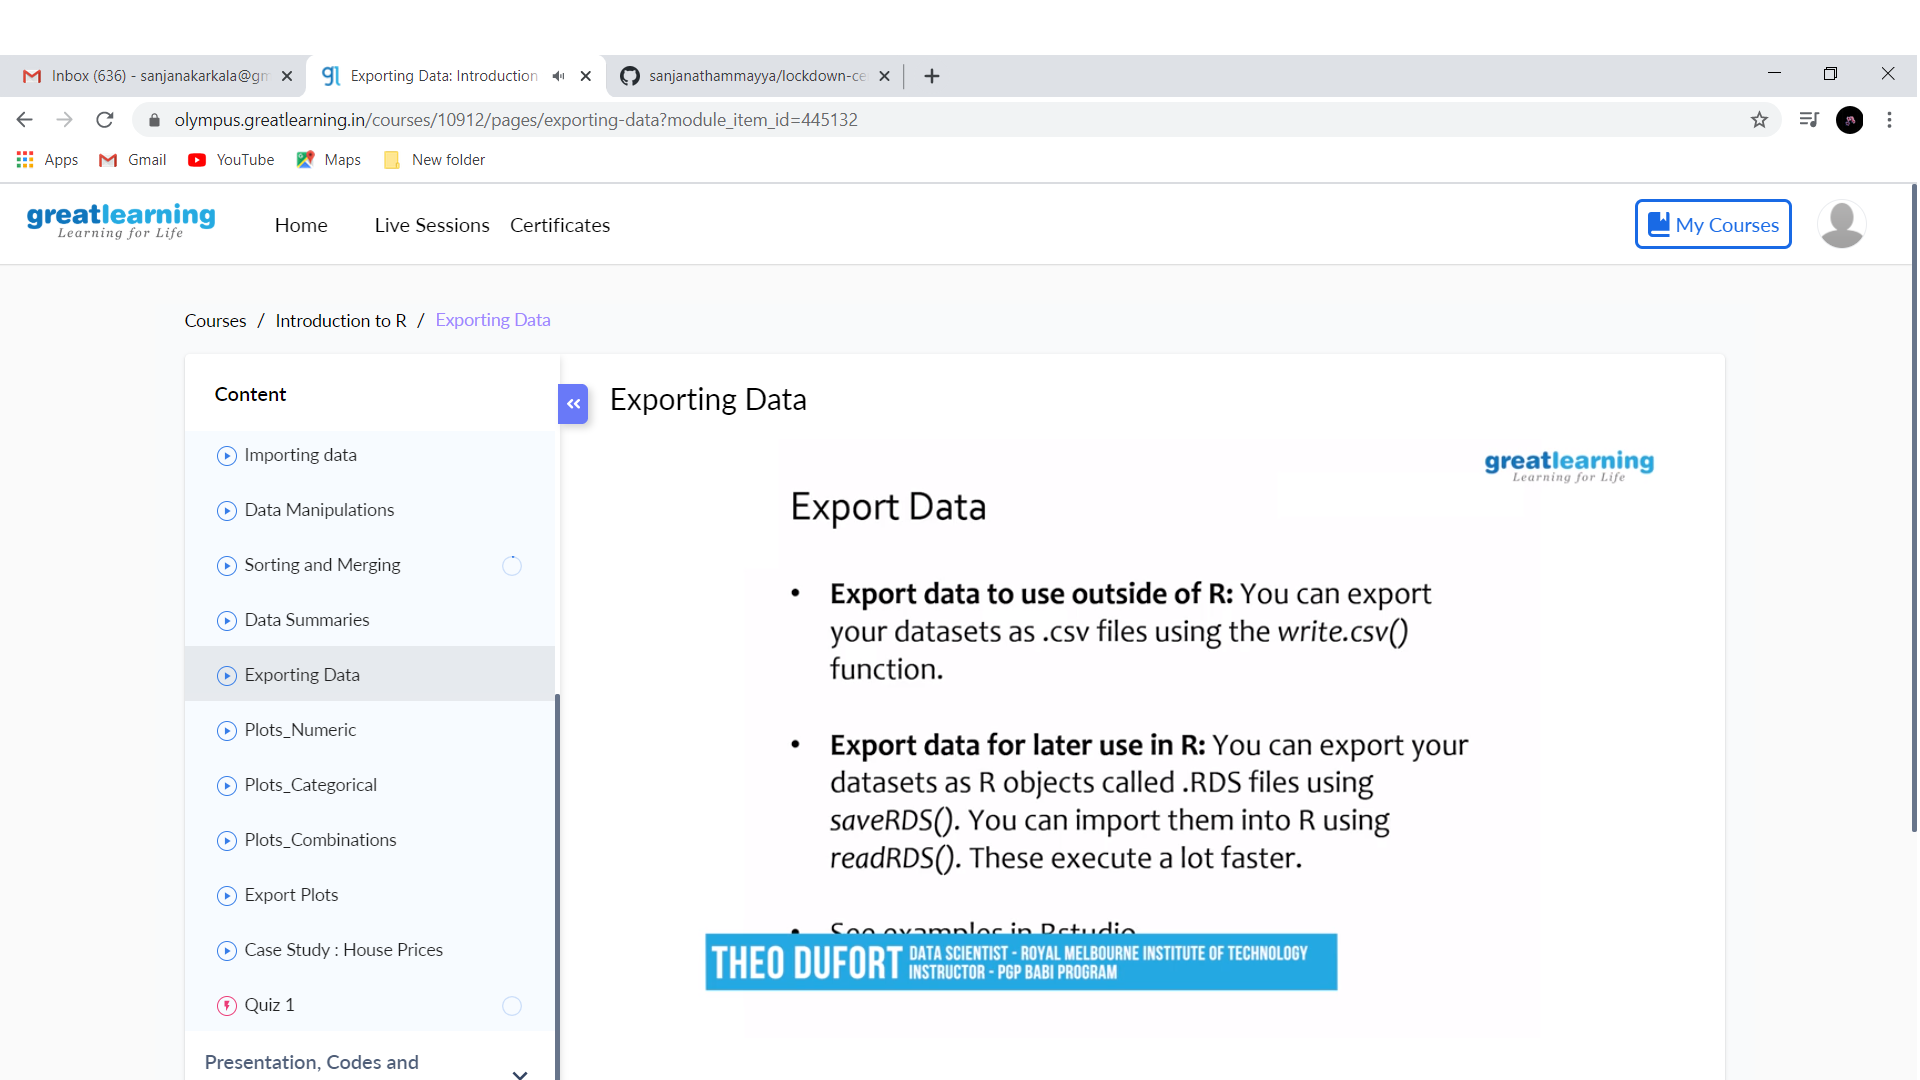 Inbox (636) - sanjanakarkala@gm
Exporting Data: Introduction
sanjanathammayya/lockdown-ce
olympus.greatlearning.in/courses/10912/pages/exporting-data?module_item_id=445132
Apps
Gmail
YouTube
Maps
New folder
greatlearning
Learning for Life
Home
Live Sessions
Certificates
My Courses
Courses / Introduction to R / Exporting Data
Content
Importing data
Data Manipulations
Sorting and Merging
Data Summaries
Exporting Data
Plots_Numeric
Plots_Categorical
Plots_Combinations
Export Plots
Case Study : House Prices
Quiz 1
Presentation, Codes and
Exporting Data
greatlearning
Learning for Life
Export Data
• Export data to use outside of R: You can export
your datasets as .csv files using the write.csv()
function.
• Export data for later use in R: You can export your
datasets as R objects called .RDS files using
saveRDS(). You can import them into R using
readRDS(). These execute a lot faster.
• See examples in Rstudio
THEO DUFORT
DATA SCIENTIST - ROYAL MELBOURNE INSTITUTE OF TECHNOLOGY
INSTRUCTOR - PGP BABI PROGRAM